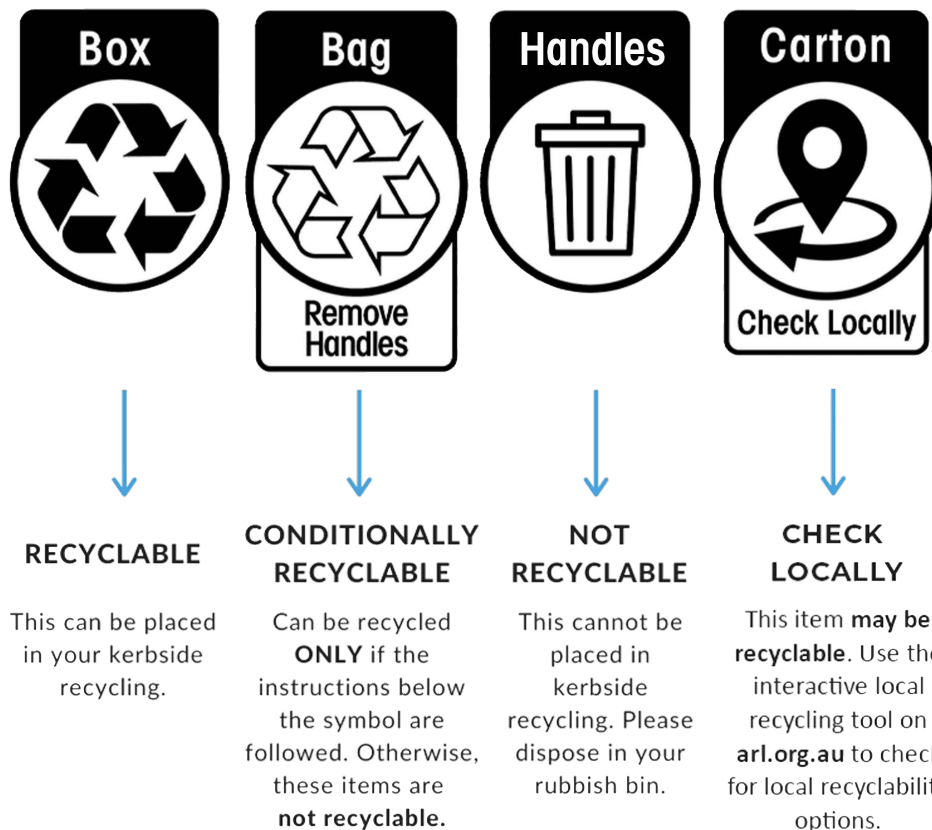 Box
RECYCLABLE
This can be placed
in your kerbside
recycling.
Bag
Remove
Handles
CONDITIONALLY
RECYCLABLE
Can be recycled
ONLY if the
instructions below
the symbol are
followed. Otherwise,
these items are
not recyclable.
Handles
NOT
RECYCLABLE
This cannot be
placed in
kerbside
recycling. Please
dispose in your
rubbish bin.
Carton
Check Locally
CHECK
LOCALLY
This item may be
recyclable. Use the
interactive local
recycling tool on
arl.org.au to check
for local recyclability
options.